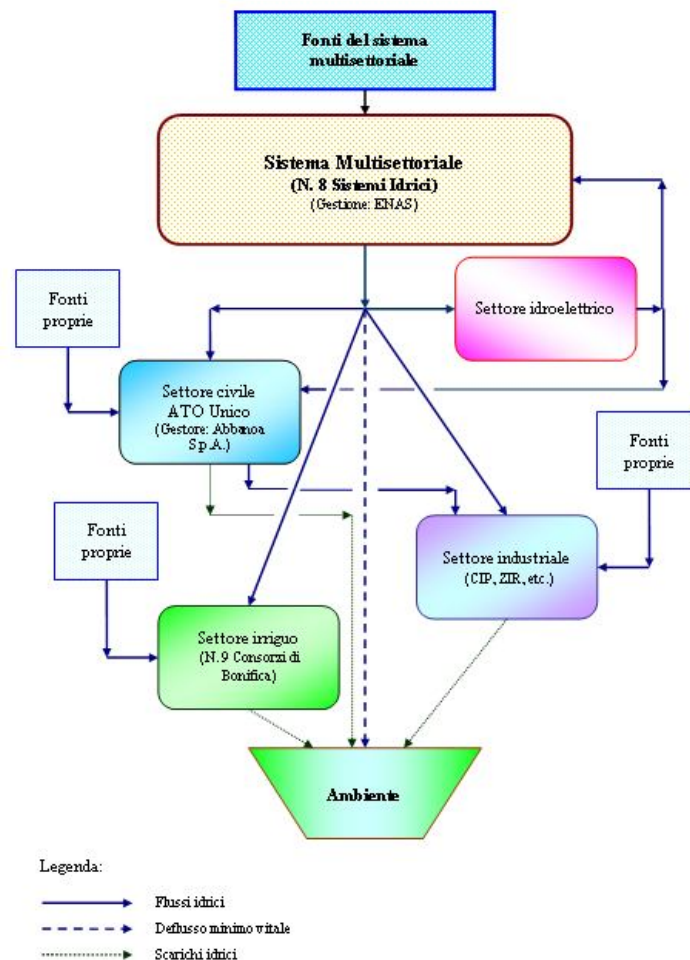 Fonti del sistema
multisettoriale
Sistema Multisettoriale
(N. 8 Sistemi Idrici)
(Gestione: ENAS)
Fonti
proprie
Settore idroelettrico
Settore civile
ATO Unico
(Gestore: Abbanoa
S.p.A.)
Fonti
proprie
Fonti
proprie
Settore industriale
(CIP, ZIR, etc.)
Settore irriguo
(N.9 Consorzi di
Bonifica)
Ambiente
Legenda:
Flussi idrici
Deflusso minimo vitale
Scarichi idrici